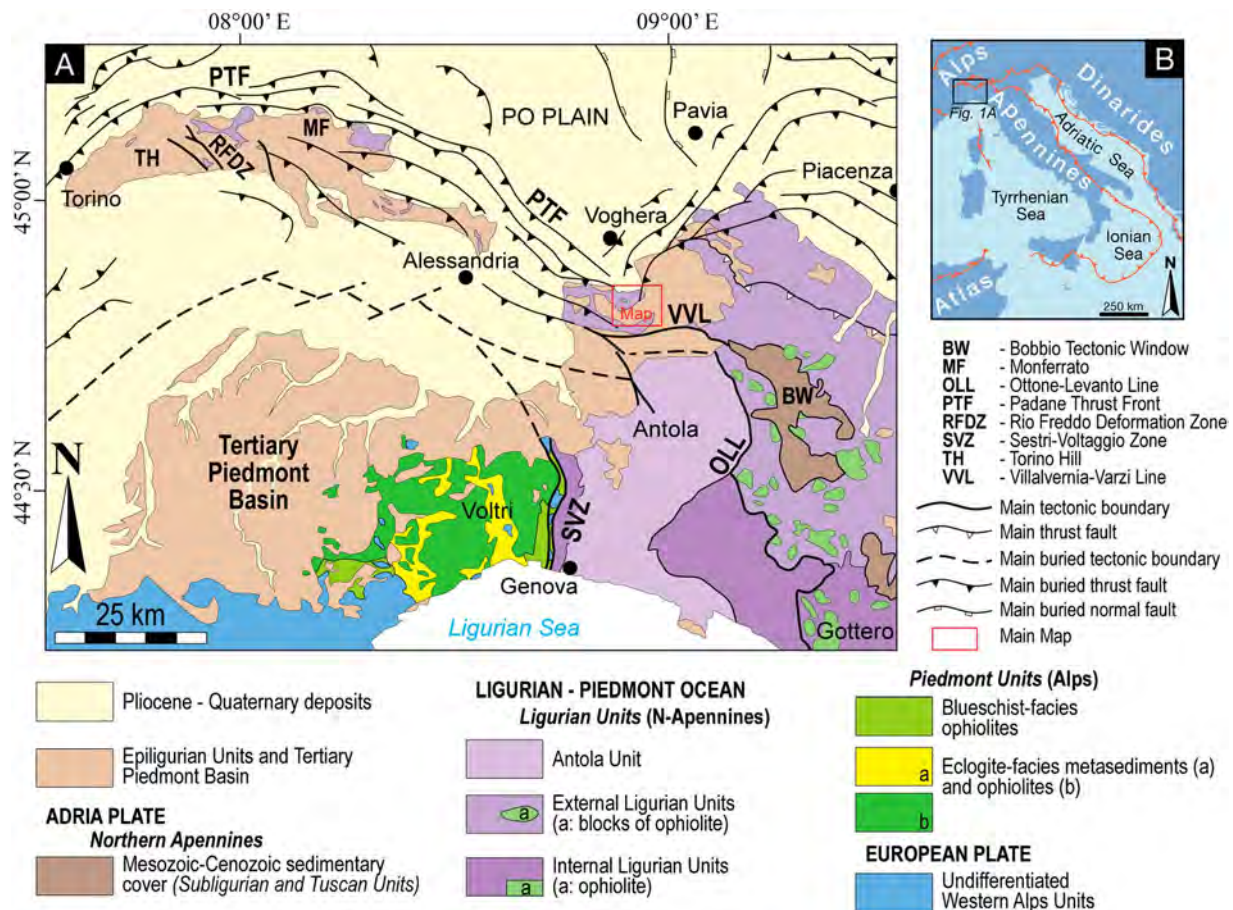 08°00' E
09°00' E
A
PTF
PO PLAIN
Pavia
MF
TH
RFDZ
Torino
45°00' N
Piacenza
PTF
Voghera
Alessandria
Map
VVL
BW
Antola
OLL
Tertiary
Piedmont
Basin
44°30' N
N
Voltri
SVZ
Genova
25 km
Ligurian Sea
Gottero
B
Alps
Dinarides
Fig. 1A
Apennines
Adriatic Sea
Tyrrhenian
Sea
Ionian
Sea
Atlas
N
250 km
BW - Bobbio Tectonic Window
MF - Monferrato
OLL - Ottone-Levanto Line
PTF - Padane Thrust Front
RFDZ - Rio Freddo Deformation Zone
SVZ - Sestri-Voltaggio Zone
TH - Torino Hill
VVL - Villalvernia-Varzi Line
Main tectonic boundary
Main thrust fault
Main buried tectonic boundary
Main buried thrust fault
Main buried normal fault
Main Map
Pliocene - Quaternary deposits
Epiligurian Units and Tertiary
Piedmont Basin
ADRIA PLATE
Northern Apennines
Mesozoic-Cenozoic sedimentary
cover (Subligurian and Tuscan Units)
LIGURIAN - PIEDMONT OCEAN
Ligurian Units (N-Apennines)
Antola Unit
a
External Ligurian Units
(a: blocks of ophiolite)
a
Internal Ligurian Units
(a: ophiolite)
Piedmont Units (Alps)
Blueschist-facies
ophiolites
a
Eclogite-facies metasediments (a)
and ophiolites (b)
b
EUROPEAN PLATE
Undifferentiated
Western Alps Units